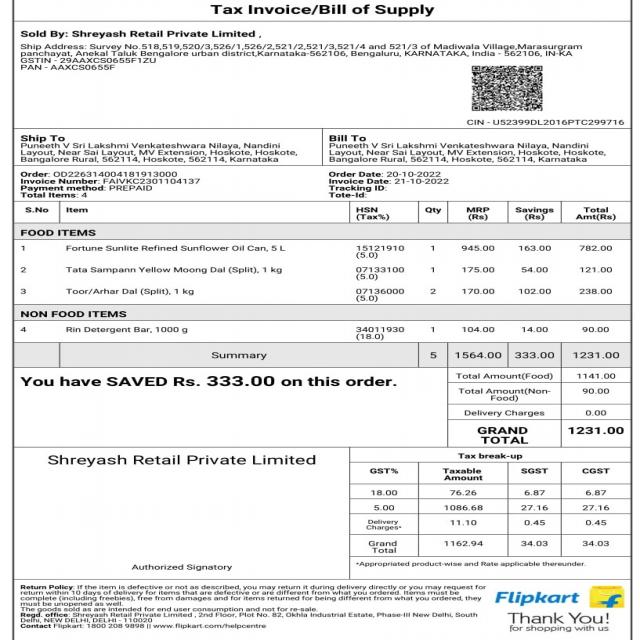 Tax Invoice/Bill of Supply
Sold By: Shreyash Retail Private Limited ,
Ship Address: Survey No.518,519,520/3,526/1,526/2,521/2,521/3,521/4 and 521/3 of Madiwala Village,Marasurgram
panchayat, Anekal Taluk Bengalore urban district,Karnataka-562106, Bengaluru, KARNATAKA, India - 562106, IN-KA
GSTIN - 29AAXCS0655F1ZU
PAN - AAXCS0655F
CIN - U52399DL2016PTC299716
Ship To
Puneeth V Sri Lakshmi Venkateshwara Nilaya, Nandini
Layout, Near Sai Layout, MV Extension, Hoskote, Hoskote,
Bangalore Rural, 562114, Hoskote, 562114, Karnataka
Bill To
Puneeth V Sri Lakshmi Venkateshwara Nilaya, Nandini
Layout, Near Sai Layout, MV Extension, Hoskote, Hoskote,
Bangalore Rural, 562114, Hoskote, 562114, Karnataka
Order: OD226314004181913000
Invoice Number: FAIVKC2301104137
Payment method: PREPAID
Total Items: 4
Order Date: 20-10-2022
Invoice Date: 21-10-2022
Tracking ID:
Tote-Id:
S.No Item HSN (Tax%) Qty MRP (Rs) Savings (Rs) Total Amt(Rs)
FOOD ITEMS
1 Fortune Sunlite Refined Sunflower Oil Can, 5 L 15121910 (5.0) 1 945.00 163.00 782.00
2 Tata Sampann Yellow Moong Dal (Split), 1 kg 07133100 (5.0) 1 175.00 54.00 121.00
3 Toor/Arhar Dal (Split), 1 kg 07136000 (5.0) 2 170.00 102.00 238.00
NON FOOD ITEMS
4 Rin Detergent Bar, 1000 g 34011930 (18.0) 1 104.00 14.00 90.00
Summary 5 1564.00 333.00 1231.00
You have SAVED Rs. 333.00 on this order.
Total Amount(Food) 1141.00
Total Amount(Non-Food) 90.00
Delivery Charges 0.00
GRAND TOTAL 1231.00
Shreyash Retail Private Limited
Authorized Signatory
Tax break-up
GST% Taxable Amount SGST CGST
18.00 76.26 6.87 6.87
5.00 1086.68 27.16 27.16
Delivery Charges* 11.10 0.45 0.45
Grand Total 1162.94 34.03 34.03
*Appropriated product-wise and Rate applicable thereunder.
Return Policy: If the item is defective or not as described, you may return it during delivery directly or you may request for
return within 10 days of delivery for items that are defective or are different from what you ordered. Items must be
complete (including freebies), free from damages and for items returned for being different from what you ordered, they
must be unopened as well.
The goods sold as are intended for end user consumption and not for re-sale.
Regd. office: Shreyash Retail Private Limited , 2nd Floor, Plot No. 82, Okhla Industrial Estate, Phase-III New Delhi, South
Delhi, NEW DELHI, DELHI - 110020
Contact Flipkart: 1800 208 9898 || www.flipkart.com/helpcentre
Flipkart
Thank You!
for shopping with us